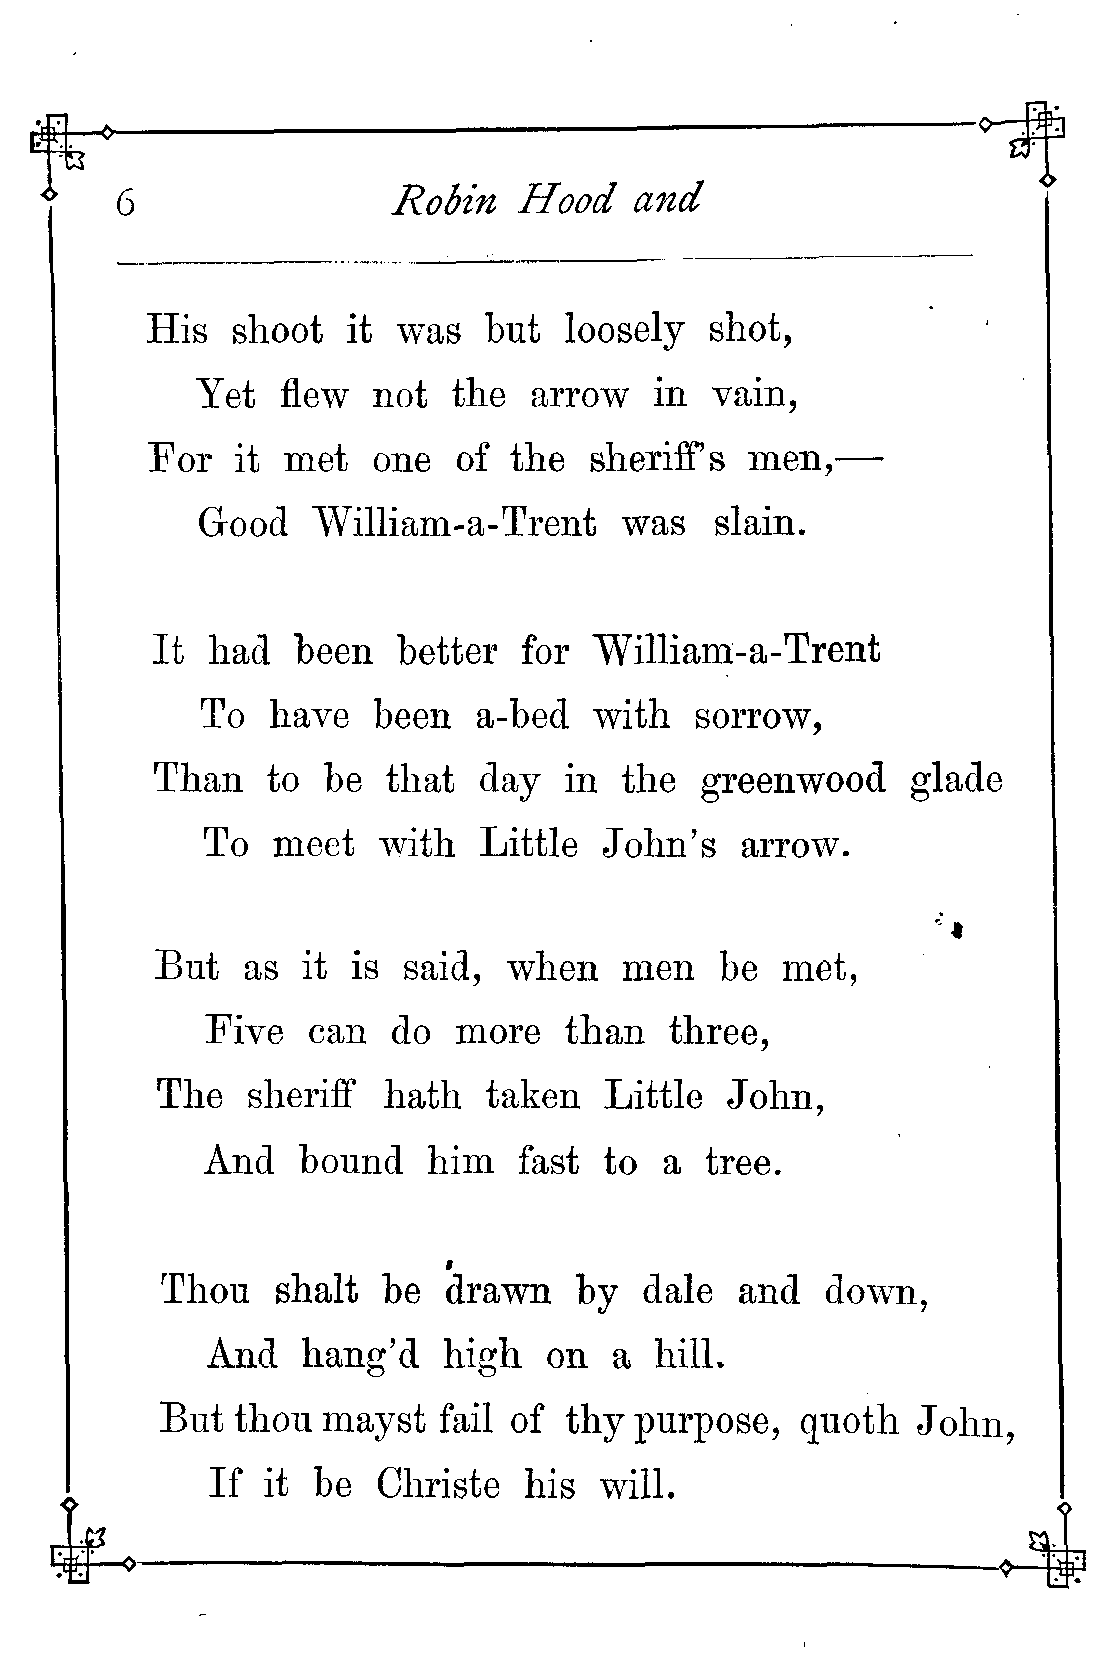 6 Robin Hood and
His shoot it was but loosely shot,
Yet flew not the arrow in vain,
For it met one of the sheriff's men,—
Good William-a-Trent was slain.
It had been better for William-a-Trent
To have been a-bed with sorrow,
Than to be that day in the greenwood glade
To meet with Little John's arrow.
But as it is said, when men be met,
Five can do more than three,
The sheriff hath taken Little John,
And bound him fast to a tree.
Thou shalt be drawn by dale and down,
And hang'd high on a hill.
But thou mayst fail of thy purpose, quoth John,
If it be Christe his will.